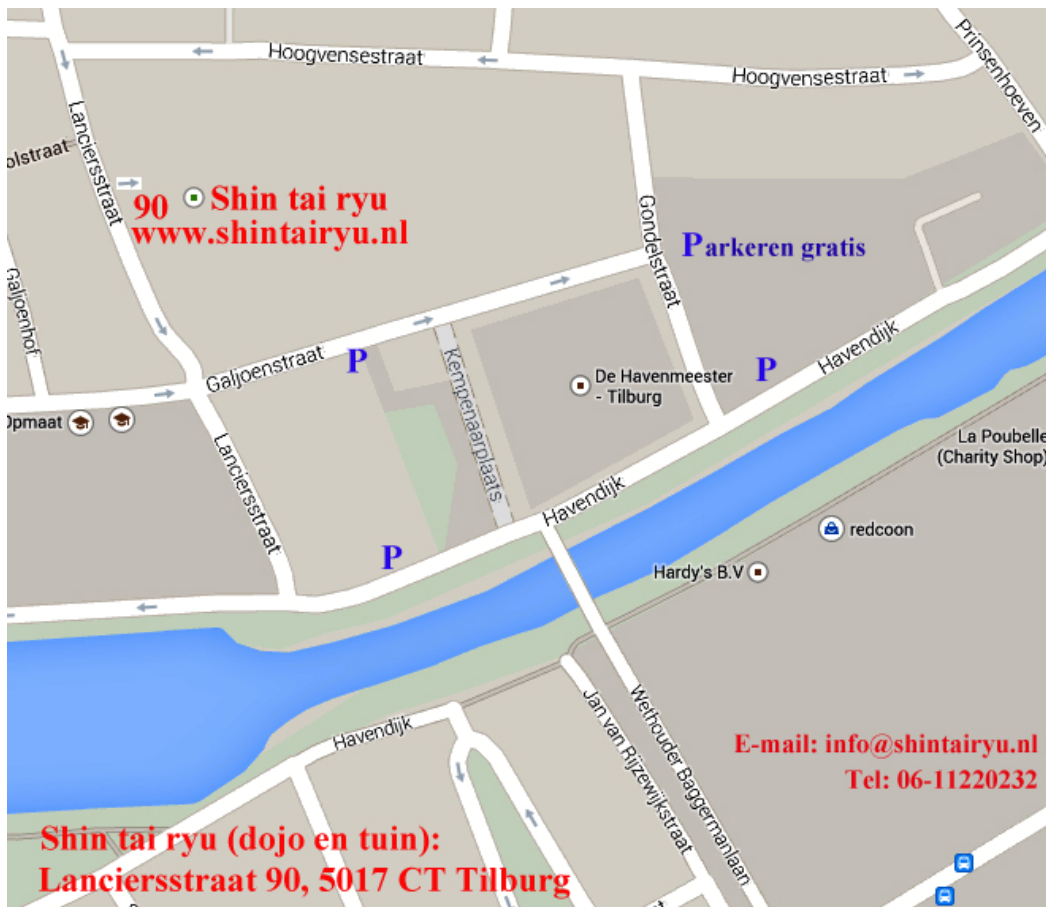 Hoogvensestraat
Hoogvensestraat
Prinsenhoeven
Lanciersstraat
olstraat
90 Shin tai ryu
www.shintairyu.nl
Gondelstraat
Parkeren gratis
Galjoenhof
Galjoenstraat
P
Kempenaarplaats
De Havenmeester
- Tilburg
P
Havendijk
Opmaat
Lanciersstraat
La Poubelle
(Charity Shop)
Havendijk
redcoon
P
Hardy's B.V
Havendijk
Jan van Rijzewijkstraat
Wethouder Baggermanlaan
E-mail: info@shintairyu.nl
Tel: 06-11220232
Shin tai ryu (dojo en tuin):
Lanciersstraat 90, 5017 CT Tilburg